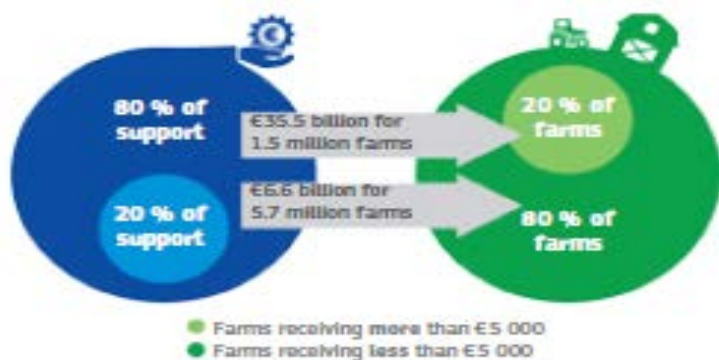 80 % of
support
€35.5 billion for
1.5 million farms
20 % of
farms
20 % of
support
€6.6 billion for
5.7 million farms
80 % of
farms
Farms receiving more than €5 000
Farms receiving less than €5 000